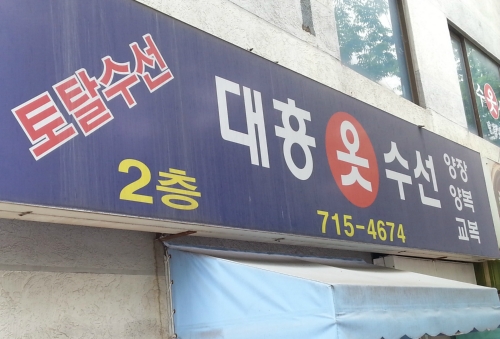 토탈수선
대흥 옷 수선
양장
양복
교복
2층
715-4674